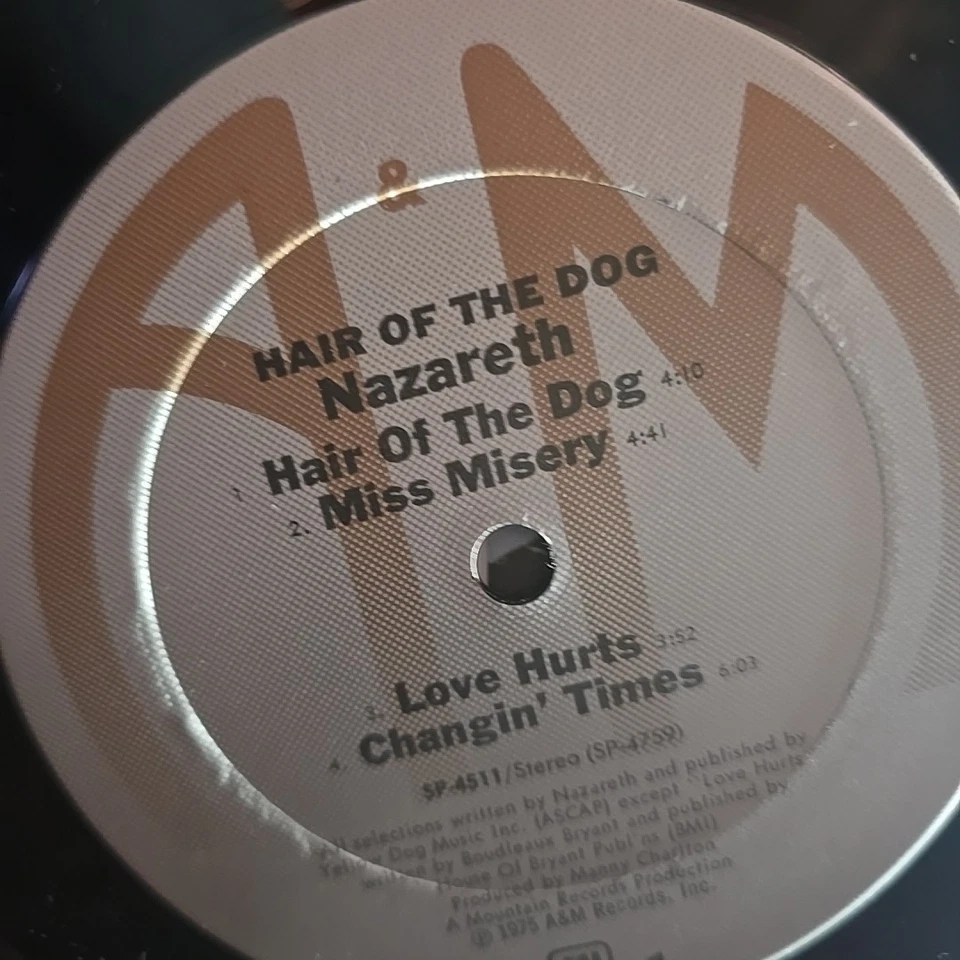 A&M
HAIR OF THE DOG
Nazareth
1 Hair Of The Dog 4:10
2. Miss Misery 4:41
3. Love Hurts 3:52
4. Changin' Times 6:03
SP-4511/Stereo (SP-4759)
selections written by Nazareth and published by
Yellow Dog Music Inc. (ASCAP) except "Love Hurts"
written by Boudleaux Bryant and published by
House Of Bryant Publ'ns (BMI)
Produced by Manny Charlton
A Mountain Records Production
℗ 1975 A&M Records, Inc.